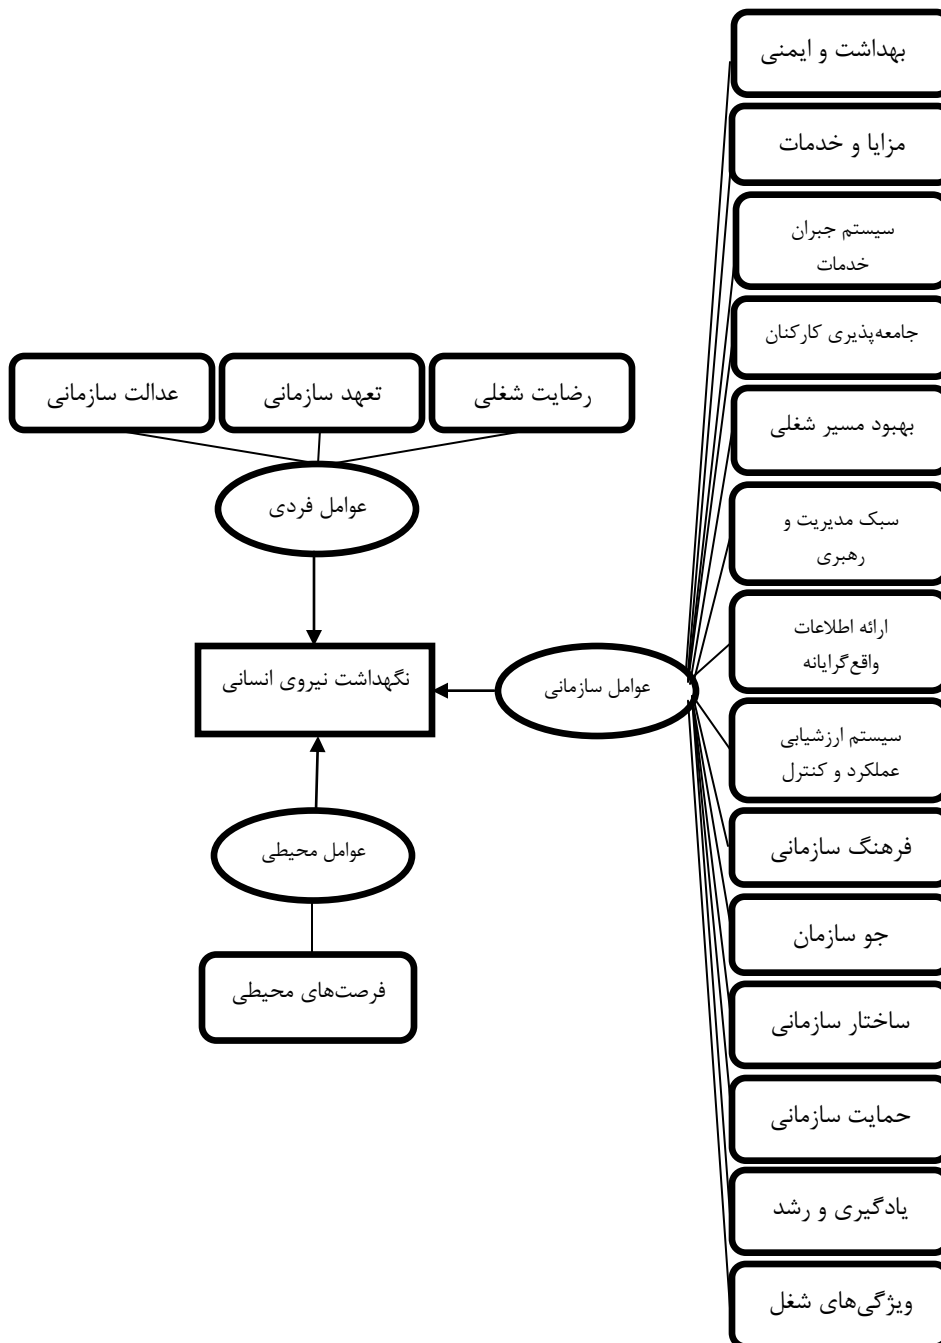 بهداشت و ایمنی
مزایا و خدمات
سیستم جبران
خدمات
جامعه‌پذیری کارکنان
بهبود مسیر شغلی
سبک مدیریت و
رهبری
ارائه اطلاعات
واقع‌گرایانه
سیستم ارزشیابی
عملکرد و کنترل
فرهنگ سازمانی
جو سازمان
ساختار سازمانی
حمایت سازمانی
یادگیری و رشد
ویژگی‌های شغل
رضایت شغلی
تعهد سازمانی
عدالت سازمانی
عوامل فردی
عوامل سازمانی
نگهداشت نیروی انسانی
عوامل محیطی
فرصت‌های محیطی